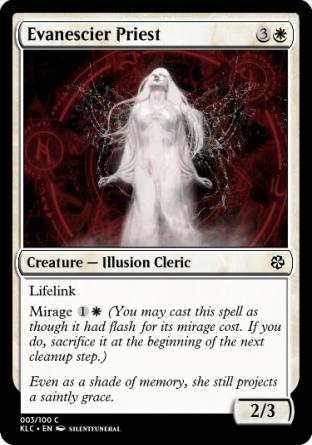 Evanescier Priest 3
Creature — Illusion Cleric
Lifelink
Mirage 1 (You may cast this spell as
though it had flash for its mirage cost. If you
do, sacrifice it at the beginning of the next
cleanup step.)
Even as a shade of memory, she still projects
a saintly grace.
2/3
003/100 C
KLC • EN SILENTFUNERAL